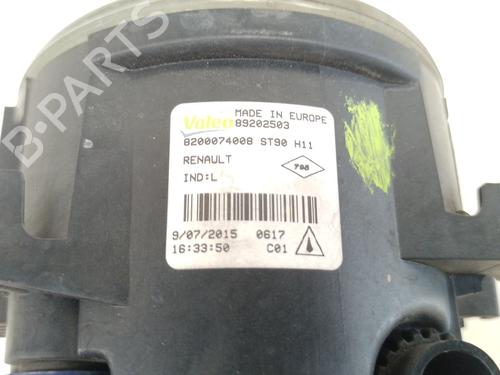 B-PARTS
Valeo MADE IN EUROPE
89202503
8200074008 ST90 H11
RENAULT
IND:L
9/07/2015 0617
16:33:50 C01